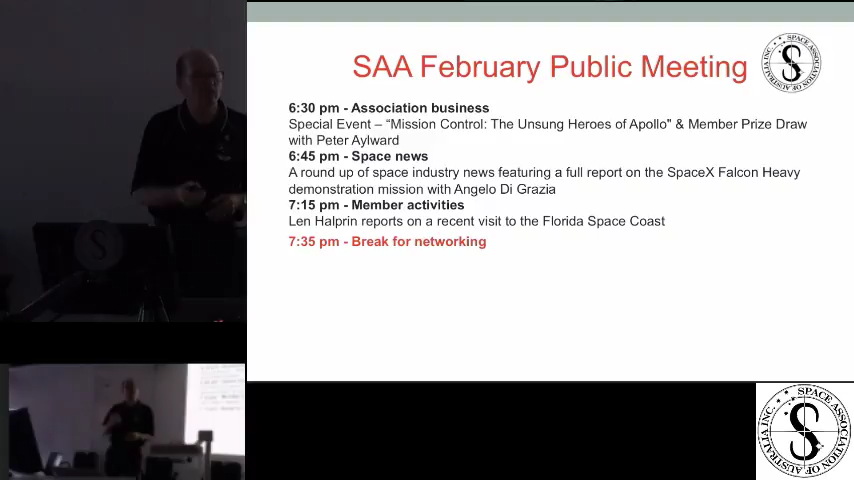 SAA February Public Meeting
SPACE ASSOCIATION
OF AUSTRALIA INC.
6:30 pm - Association business
Special Event – “Mission Control: The Unsung Heroes of Apollo" & Member Prize Draw
with Peter Aylward
6:45 pm - Space news
A round up of space industry news featuring a full report on the SpaceX Falcon Heavy
demonstration mission with Angelo Di Grazia
7:15 pm - Member activities
Len Halprin reports on a recent visit to the Florida Space Coast
7:35 pm - Break for networking
SPACE ASSOCIATION
OF AUSTRALIA INC.